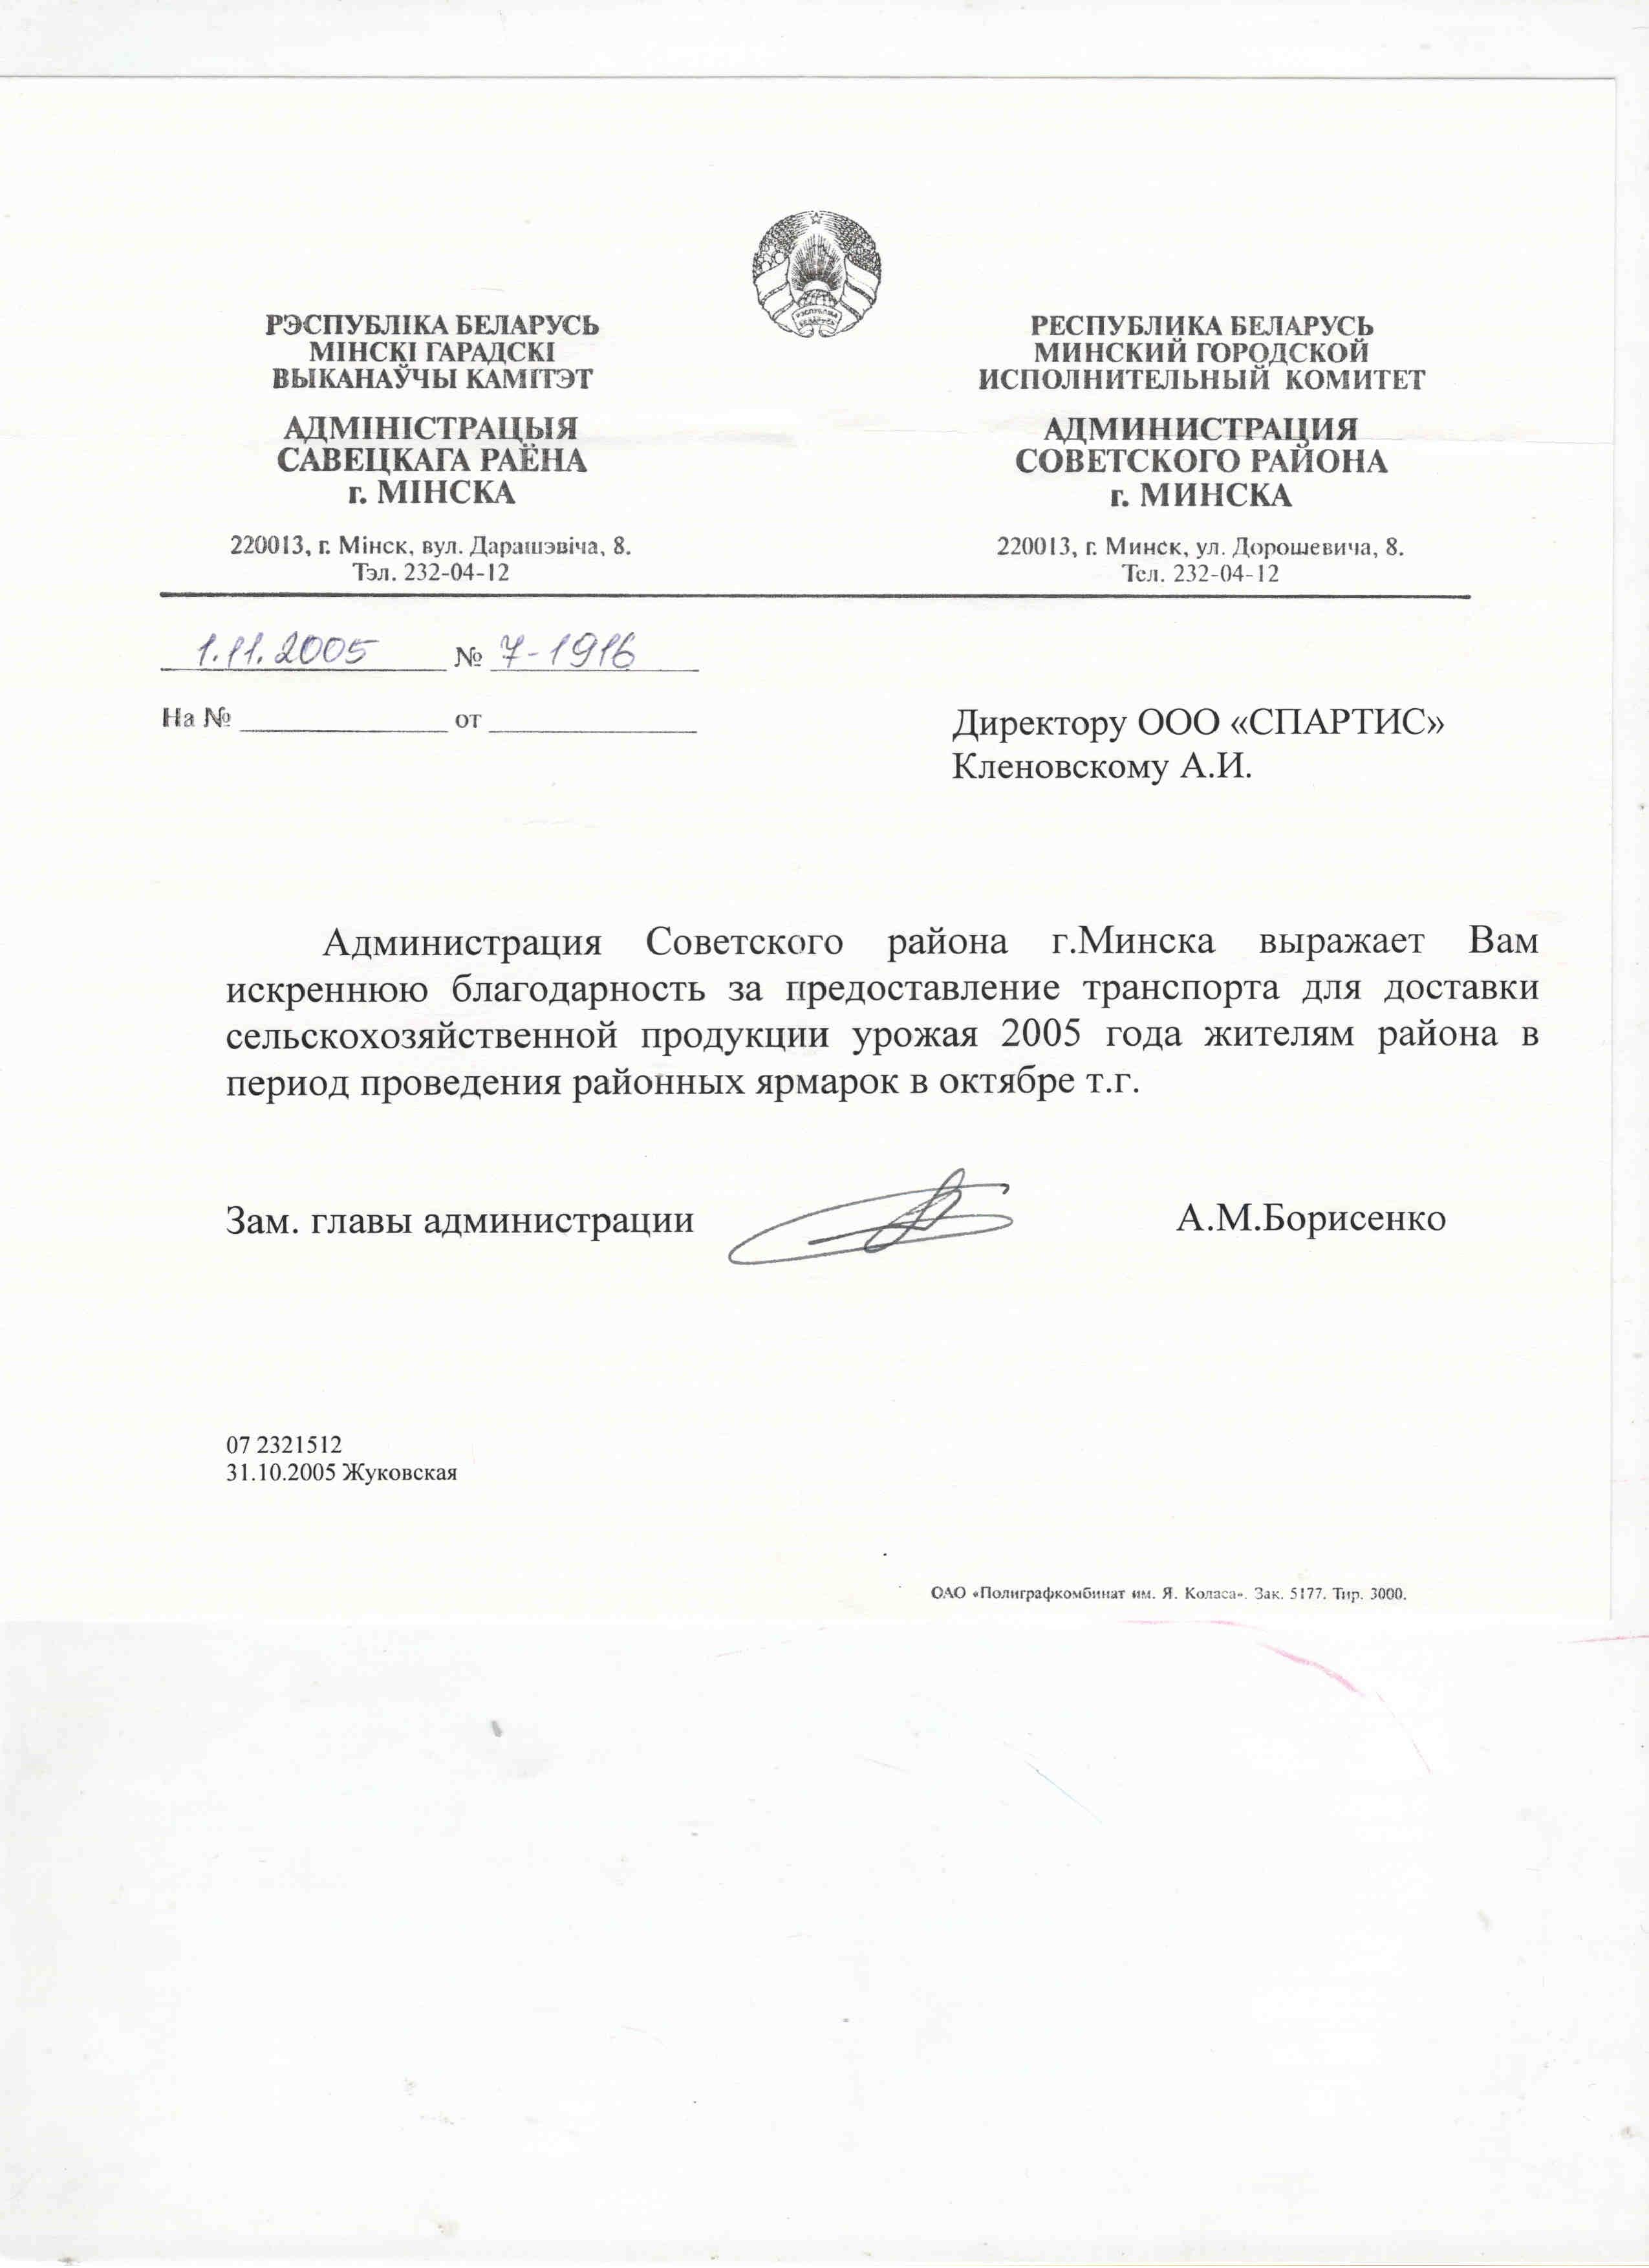 РЭСПУБЛІКА БЕЛАРУСЬ
МІНСКІ ГАРАДСКІ
ВЫКАНАЎЧЫ КАМІТЭТ
АДМІНІСТРАЦЫЯ
САВЕЦКАГА РАЁНА
г. МІНСКА
220013, г. Мінск, вул. Дарашэвіча, 8.
Тэл. 232-04-12
РЕСПУБЛИКА БЕЛАРУСЬ
МИНСКИЙ ГОРОДСКОЙ
ИСПОЛНИТЕЛЬНЫЙ КОМИТЕТ
АДМИНИСТРАЦИЯ
СОВЕТСКОГО РАЙОНА
г. МИНСКА
220013, г. Минск, ул. Дорошевича, 8.
Тел. 232-04-12
1.11.2005 № 7-1916
На № от
Директору ООО «СПАРТИС»
Кленовскому А.И.
Администрация Советского района г.Минска выражает Вам
искреннюю благодарность за предоставление транспорта для доставки
сельскохозяйственной продукции урожая 2005 года жителям района в
период проведения районных ярмарок в октябре т.г.
Зам. главы администрации А.М.Борисенко
07 2321512
31.10.2005 Жуковская
ОАО «Полиграфкомбинат им. Я. Коласа». Зак. 5177. Тир. 3000.